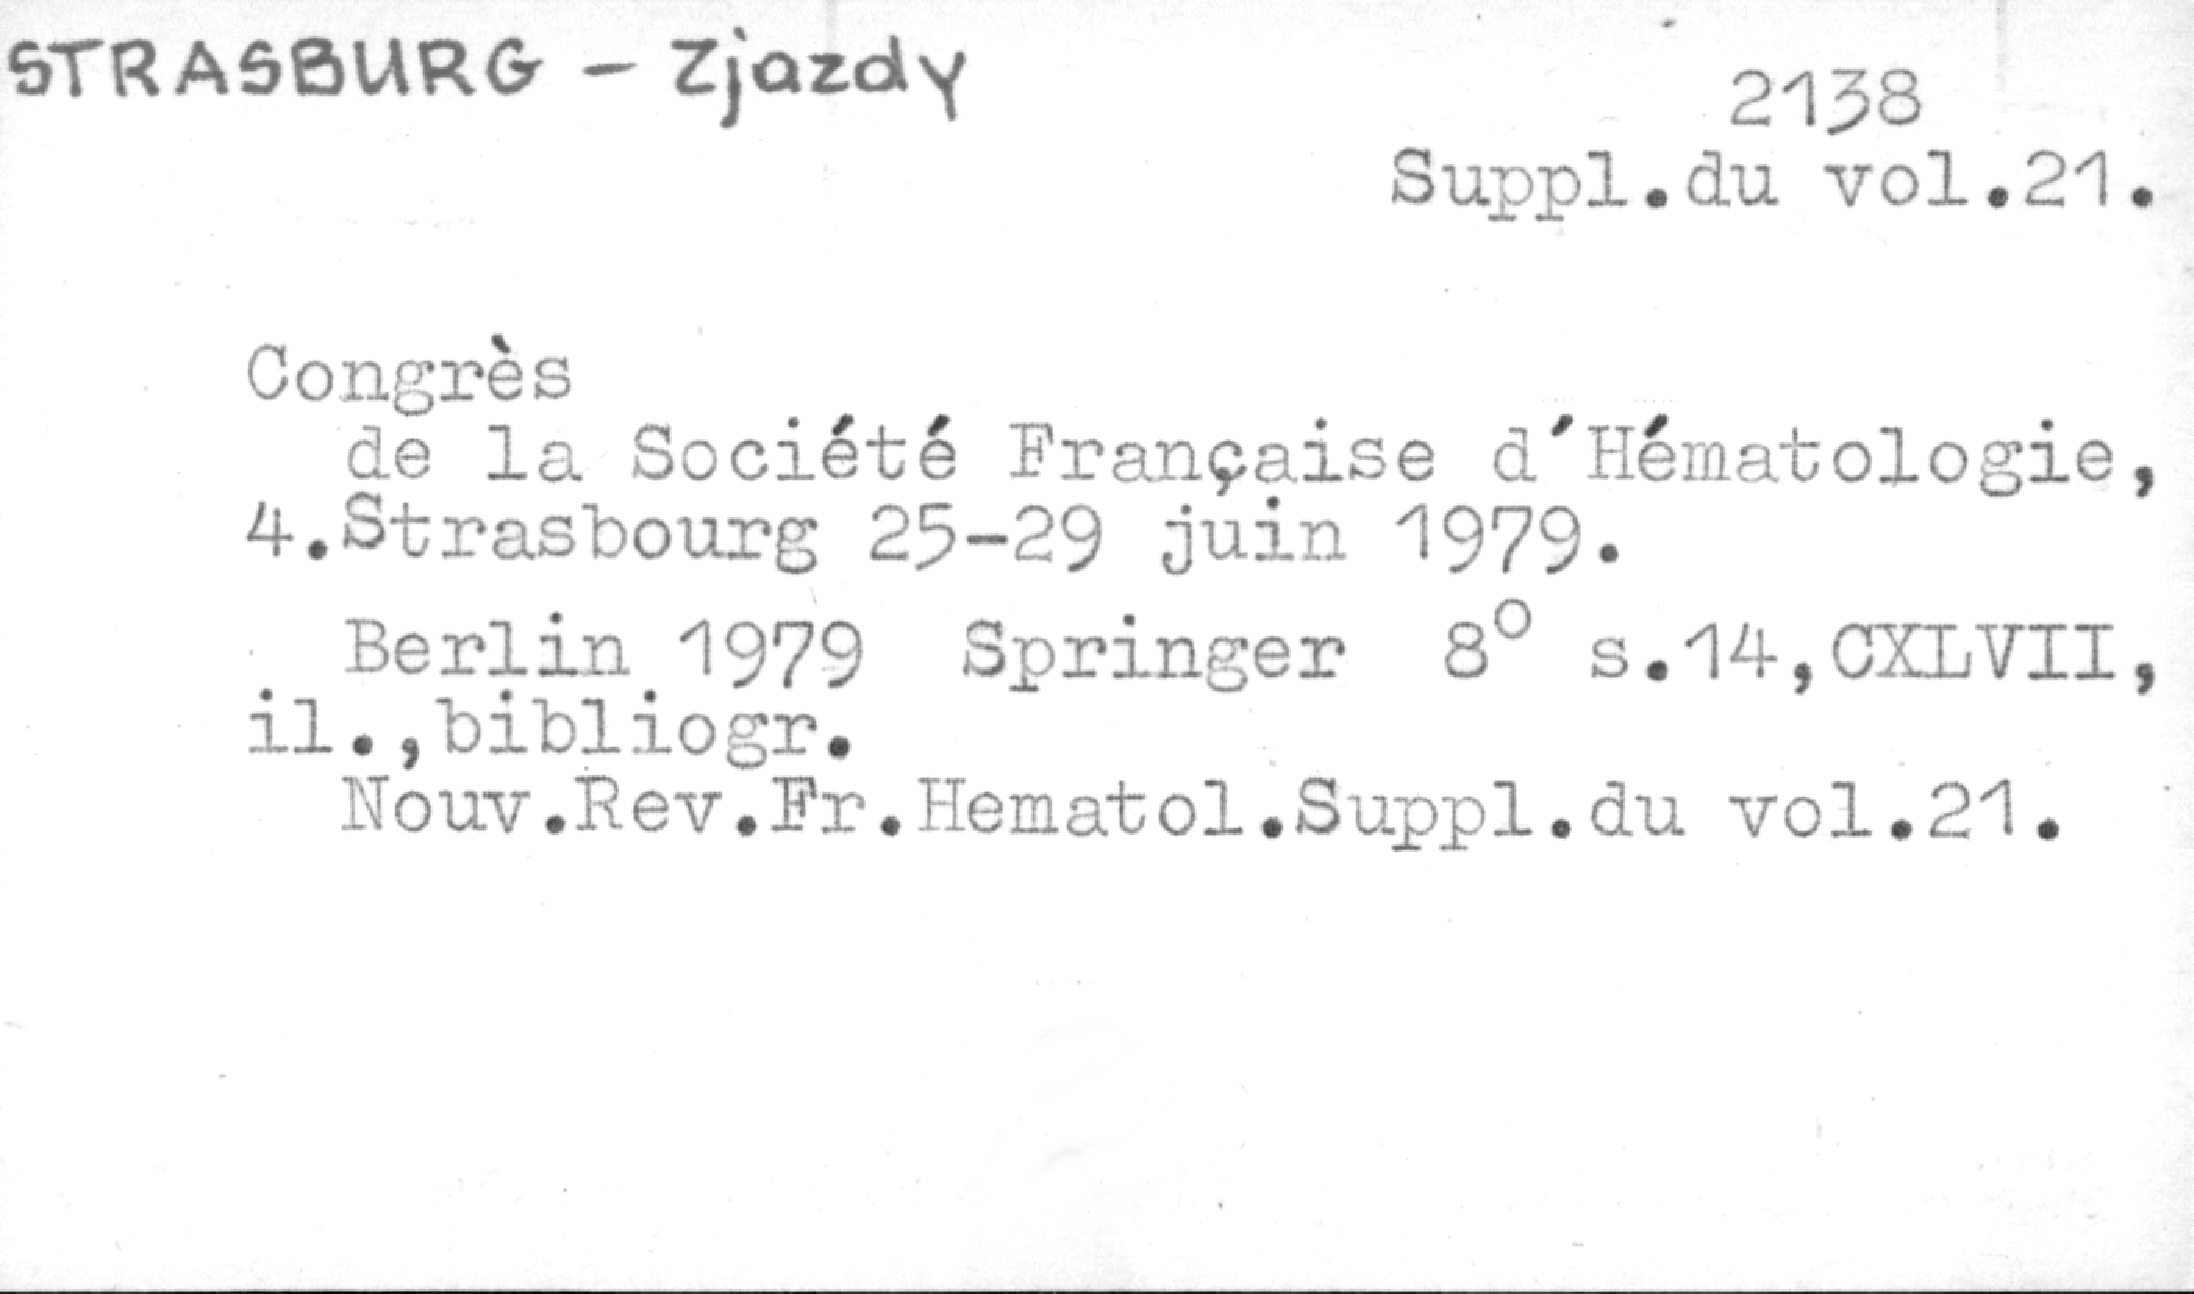 STRASBURG - Zjazdy
2138
Suppl.du vol.21.
Congrès
de la Société Française d'Hématologie,
4.Strasbourg 25-29 juin 1979.
Berlin 1979 Springer 8° s.14,CXLVII,
il.,bibliogr.
Nouv.Rev.Fr.Hematol.Suppl.du vol.21.